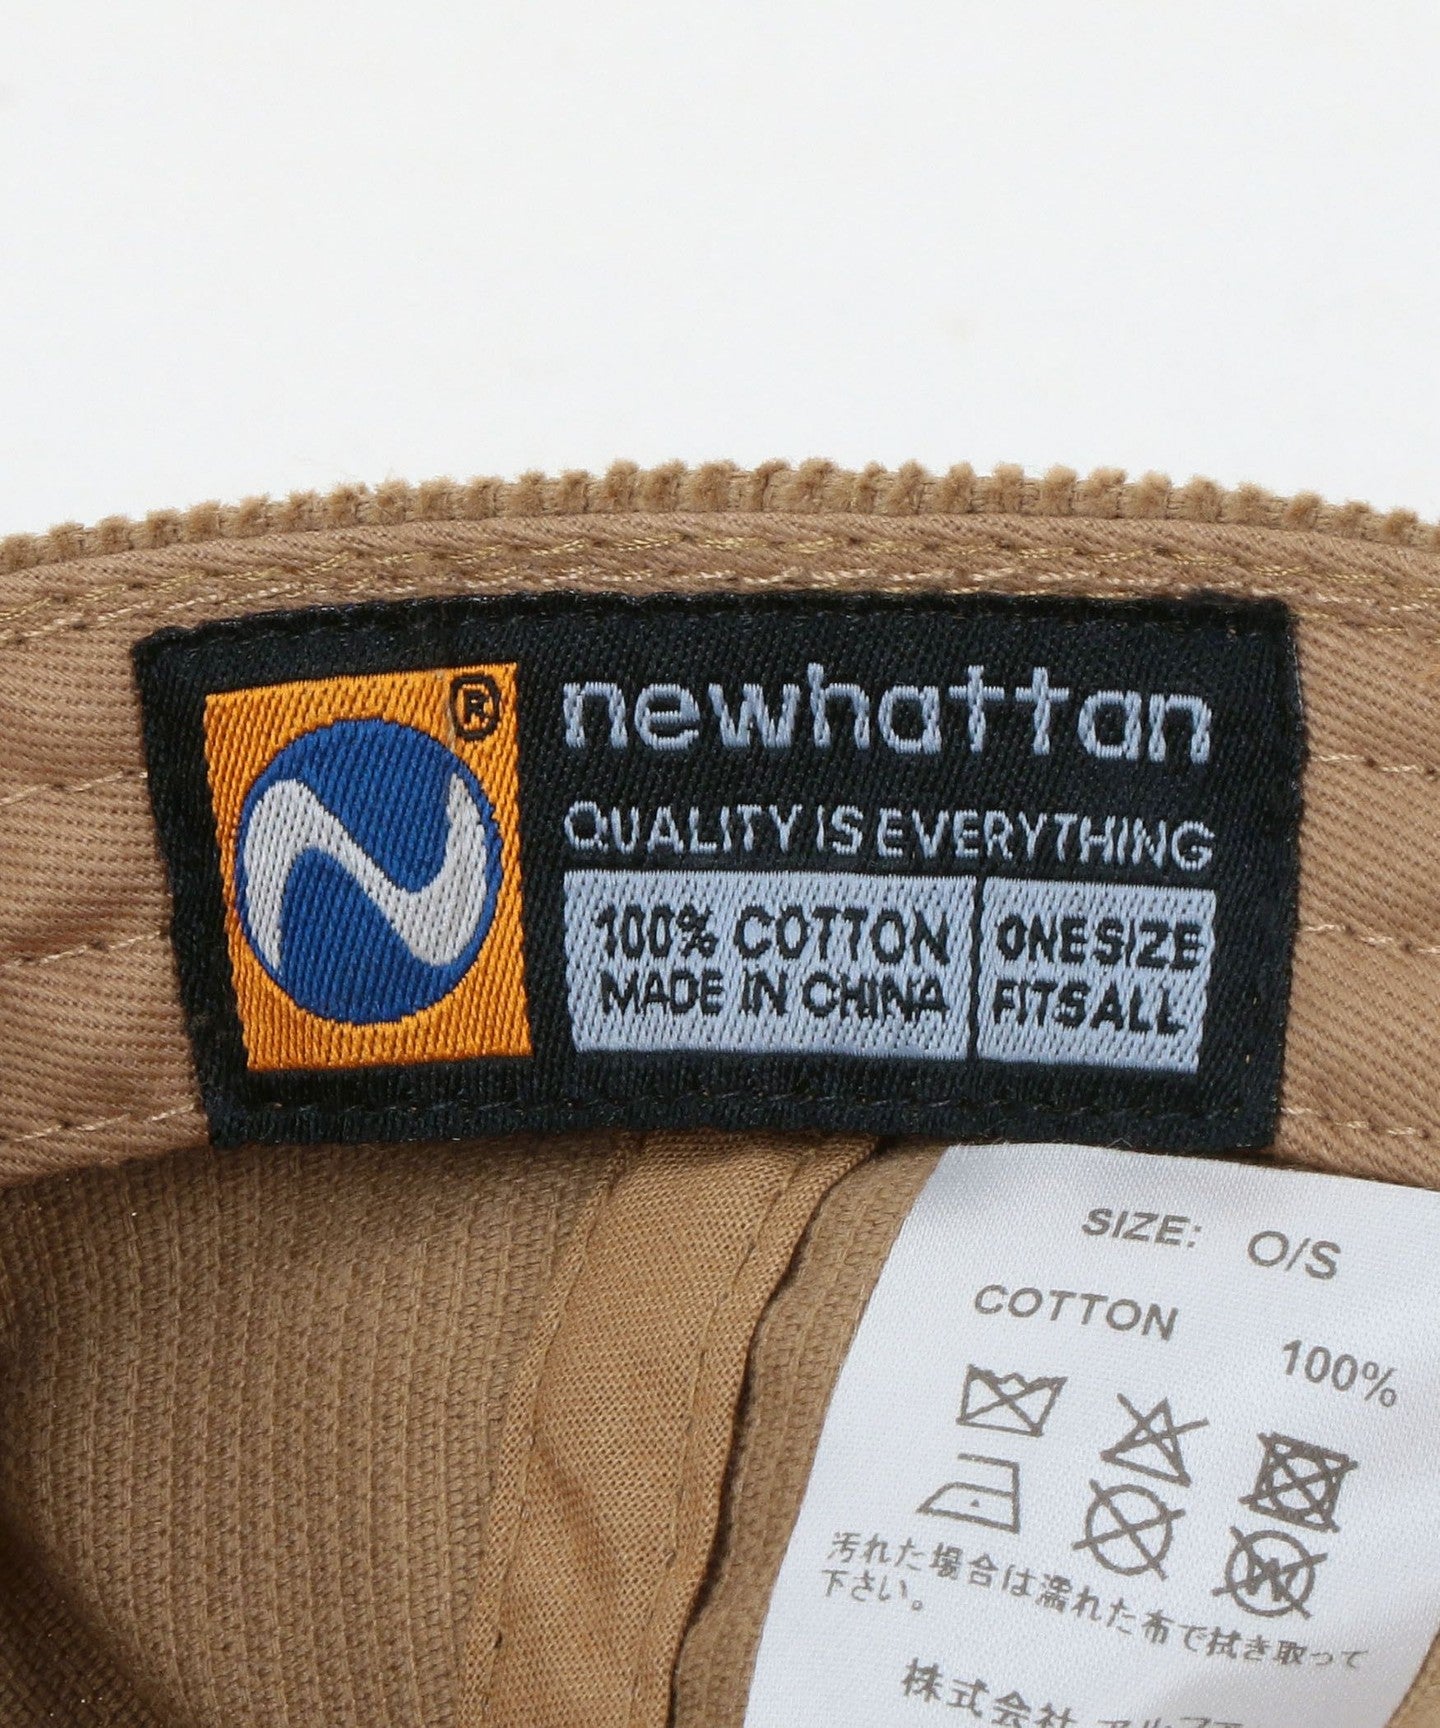 ®
newhattan
QUALITY IS EVERYTHING
100% COTTON
MADE IN CHINA
ONE SIZE
FITS ALL
SIZE: O/S
COTTON 100%
W
汚れた場合は濡れた布で拭き取って
下さい。
株式会社